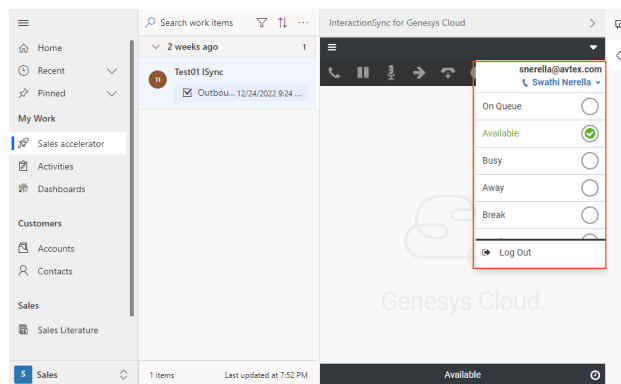 Home
Recent
Pinned
My Work
Sales accelerator
Activities
Dashboards
Customers
Accounts
Contacts
Sales
Sales Literature
S Sales
Search work items
2 weeks ago 1
T1
Test01 ISync
Outbou... 12/24/2022 9:24 ...
1 items Last updated at 7:52 PM
InteractionSync for Genesys Cloud
snerella@avtex.com
Swathi Nerella
On Queue
Available
Busy
Away
Break
Log Out
Genesys Cloud
Available